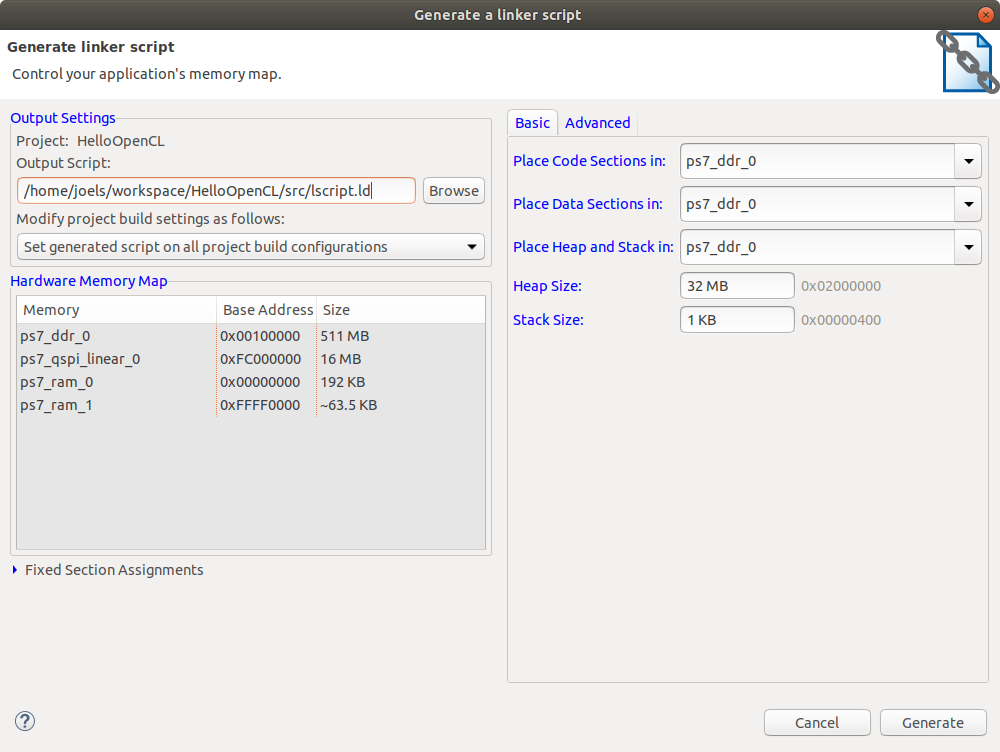 Generate a linker script
Generate linker script
Control your application's memory map.
Output Settings
Project: HelloOpenCL
Output Script:
/home/joels/workspace/HelloOpenCL/src/lscript.ld
Browse
Modify project build settings as follows:
Set generated script on all project build configurations
Hardware Memory Map
Memory Base Address Size
ps7_ddr_0 0x00100000 511 MB
ps7_qspi_linear_0 0xFC000000 16 MB
ps7_ram_0 0x00000000 192 KB
ps7_ram_1 0xFFFF0000 ~63.5 KB
Fixed Section Assignments
Basic Advanced
Place Code Sections in: ps7_ddr_0
Place Data Sections in: ps7_ddr_0
Place Heap and Stack in: ps7_ddr_0
Heap Size: 32 MB 0x02000000
Stack Size: 1 KB 0x00000400
?
Cancel Generate